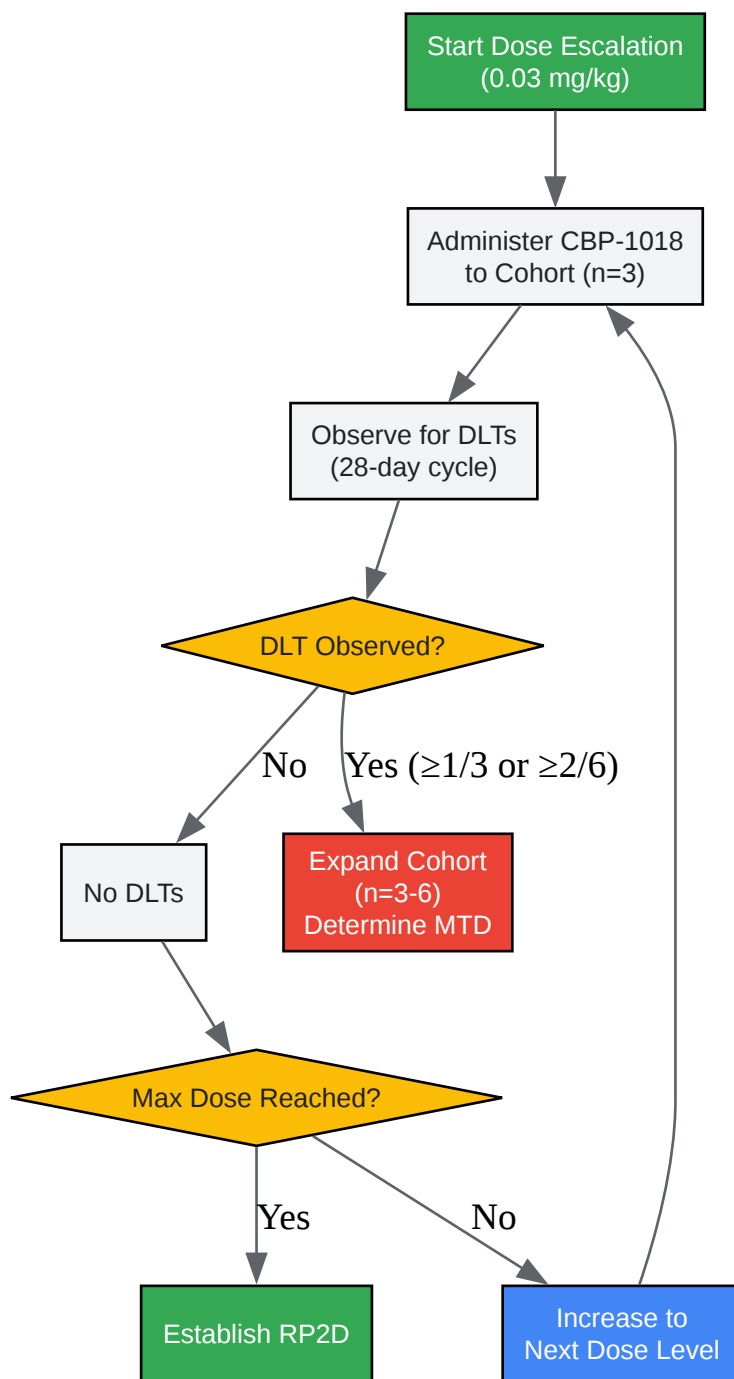 Start Dose Escalation
(0.03 mg/kg)
Administer CBP-1018
to Cohort (n=3)
Observe for DLTs
(28-day cycle)
DLT Observed?
No
Yes (≥1/3 or ≥2/6)
No DLTs
Expand Cohort
(n=3-6)
Determine MTD
Max Dose Reached?
Yes
No
Establish RP2D
Increase to
Next Dose Level